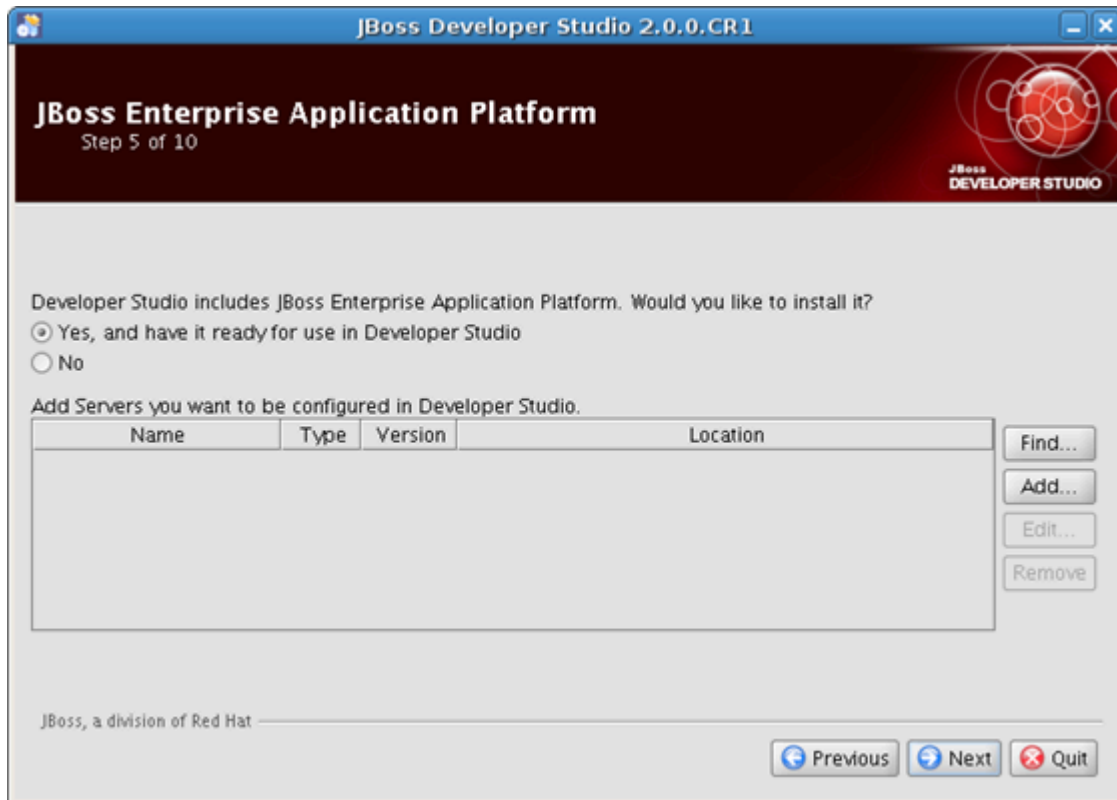 JBoss Developer Studio 2.0.0.CR1
JBoss Enterprise Application Platform
Step 5 of 10
JBoss
DEVELOPER STUDIO
Developer Studio includes JBoss Enterprise Application Platform. Would you like to install it?
Yes, and have it ready for use in Developer Studio
No
Add Servers you want to be configured in Developer Studio.
Name Type Version Location
Find...
Add...
Edit...
Remove
JBoss, a division of Red Hat
Previous Next Quit